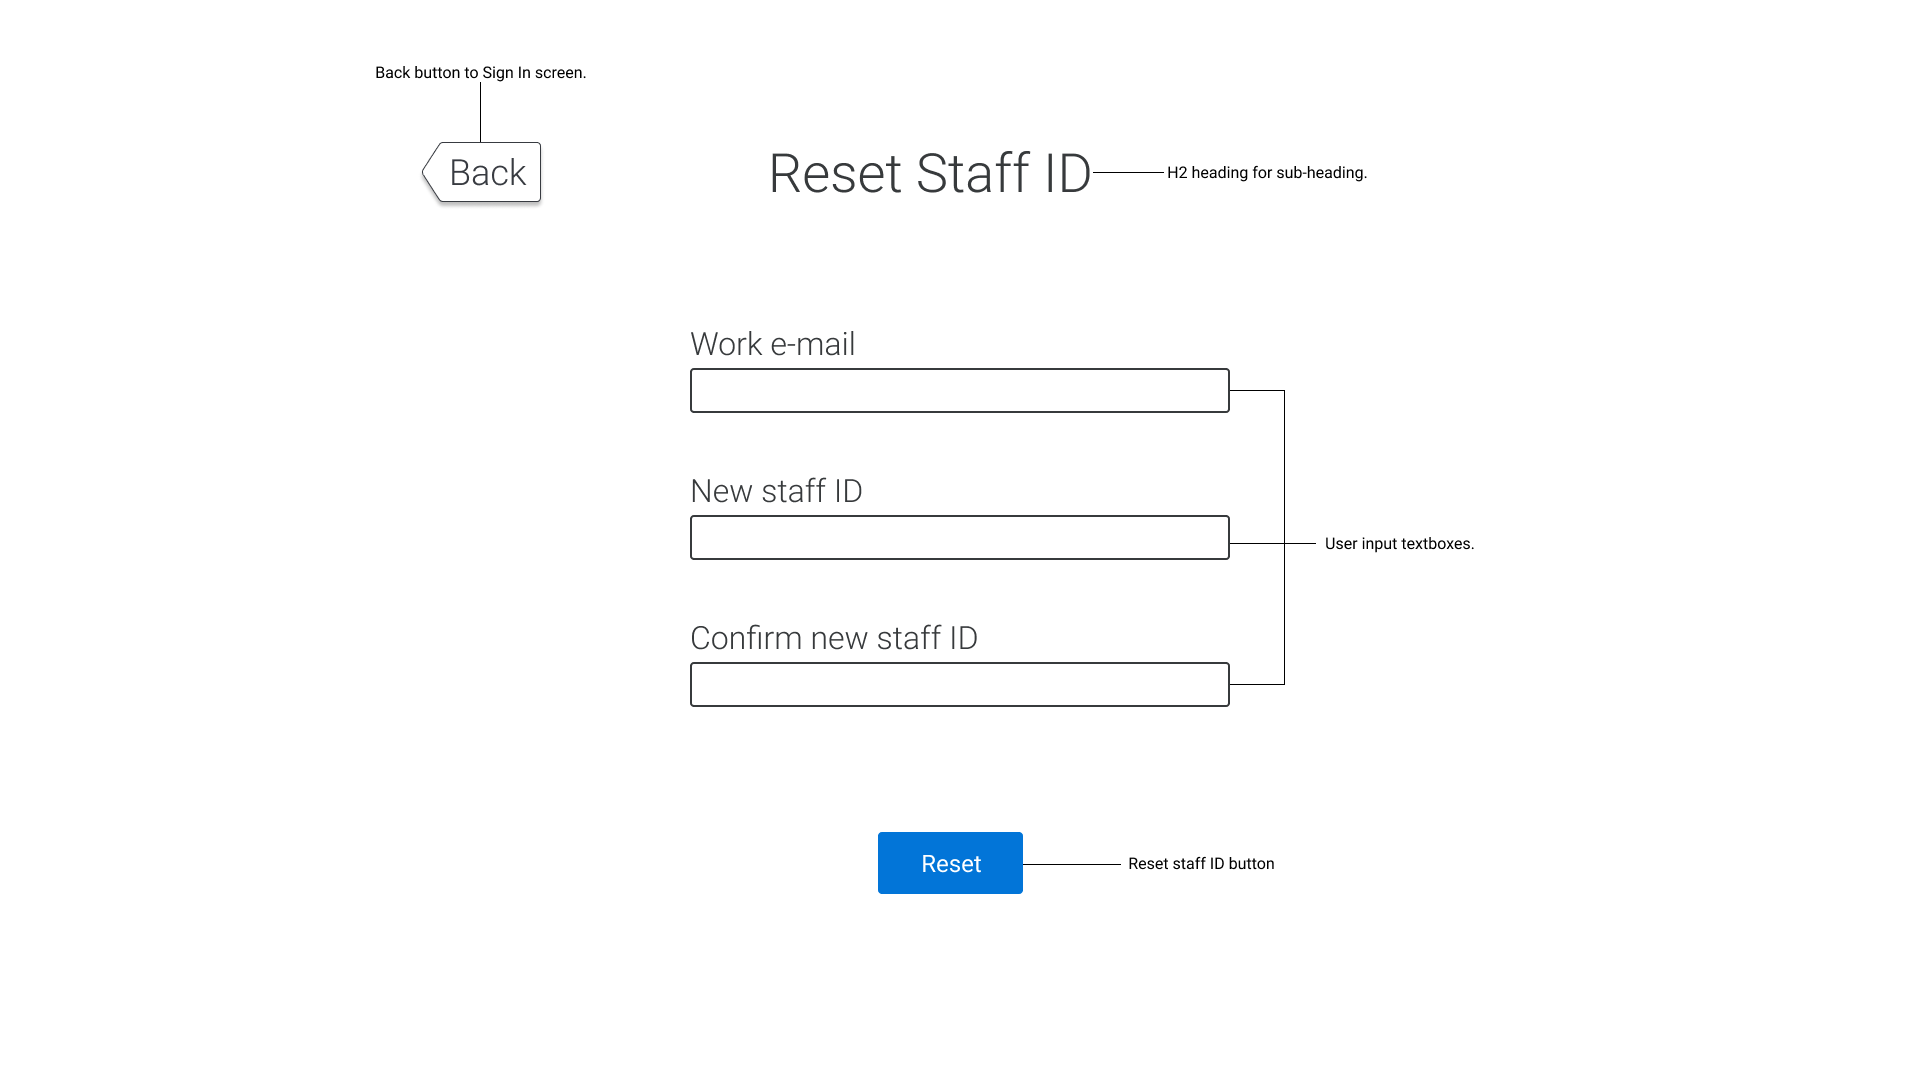 Back button to Sign In screen.
Back
Reset Staff ID
H2 heading for sub-heading.
Work e-mail
New staff ID
User input textboxes.
Confirm new staff ID
Reset
Reset staff ID button